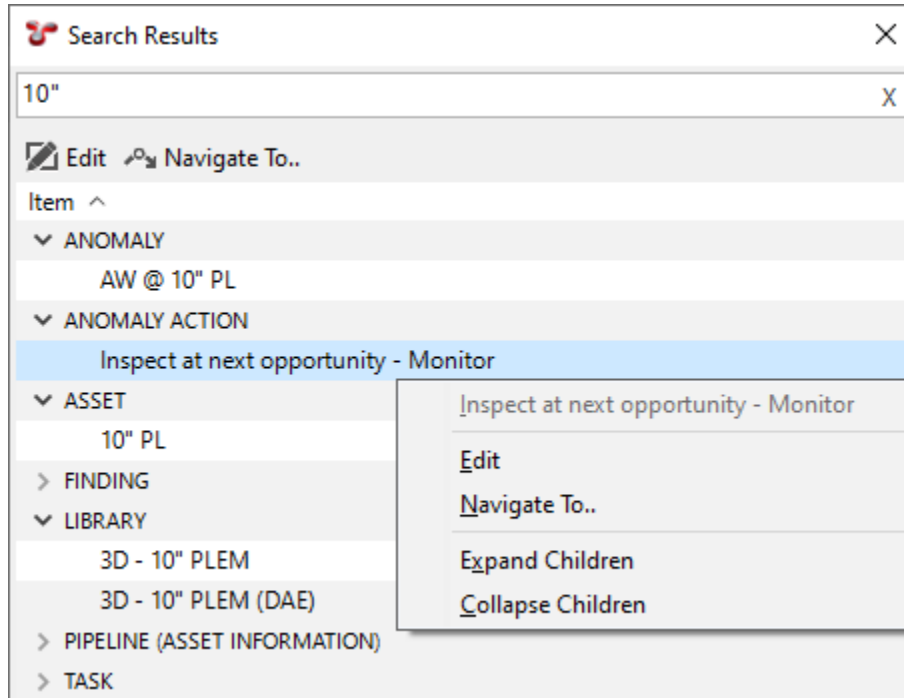 Search Results
10"
X
Edit Navigate To..
Item
ANOMALY
AW @ 10" PL
ANOMALY ACTION
Inspect at next opportunity - Monitor
ASSET
10" PL
FINDING
LIBRARY
3D - 10" PLEM
3D - 10" PLEM (DAE)
PIPELINE (ASSET INFORMATION)
TASK
Inspect at next opportunity - Monitor
Edit
Navigate To..
Expand Children
Collapse Children